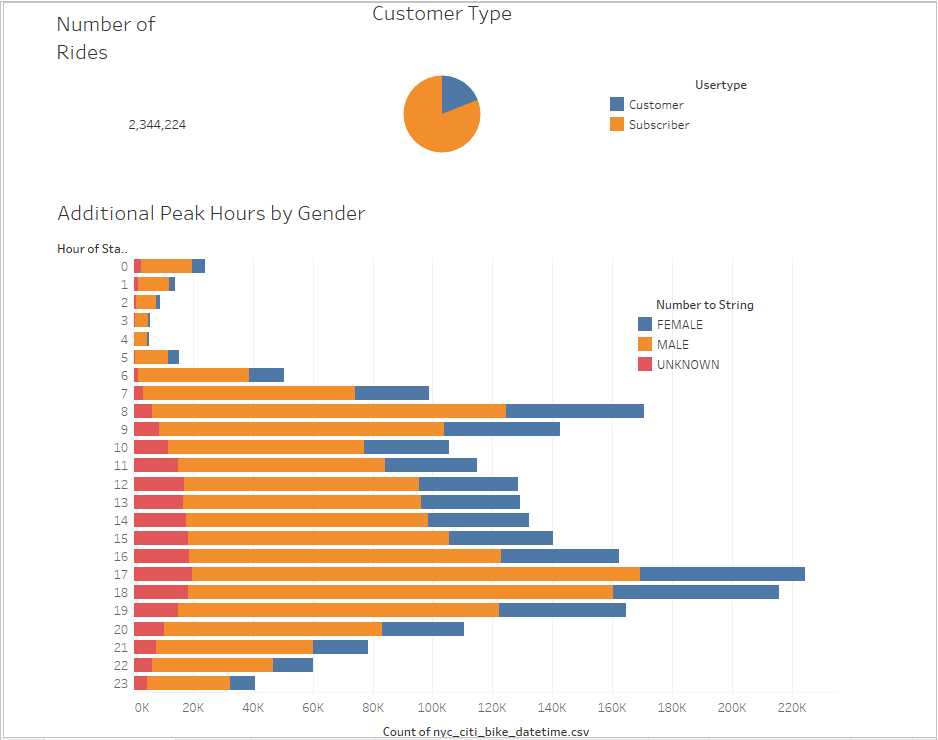 Number of
Rides
Customer Type
2,344,224
Usertype
Customer
Subscriber
Additional Peak Hours by Gender
Hour of Sta..
0
1
2
3
4
5
6
7
8
9
10
11
12
13
14
15
16
17
18
19
20
21
22
23
Number to String
FEMALE
MALE
UNKNOWN
0K 20K 40K 60K 80K 100K 120K 140K 160K 180K 200K 220K
Count of nyc_citi_bike_datetime.csv